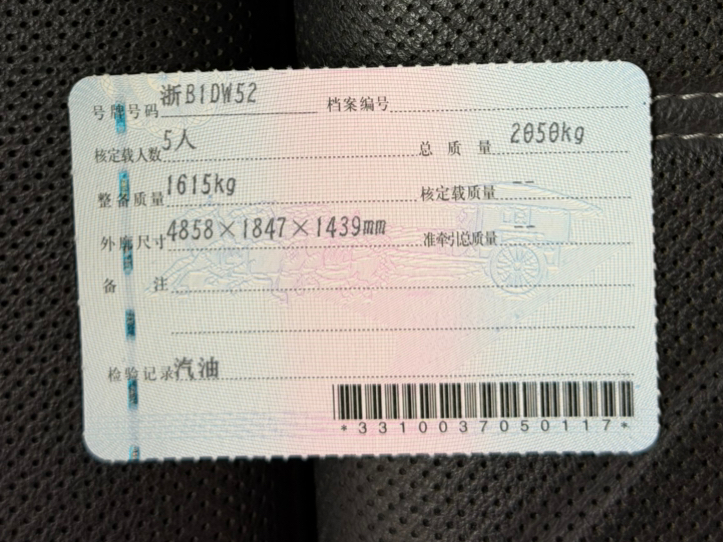 号牌号码 浙B1DW52 档案编号
核定载人数 5人 总质量 2050kg
整备质量 1615kg 核定载质量 --
外廓尺寸 4858×1847×1439mm 准牵引总质量 --
备注
检验记录 汽油
*3310037050117*